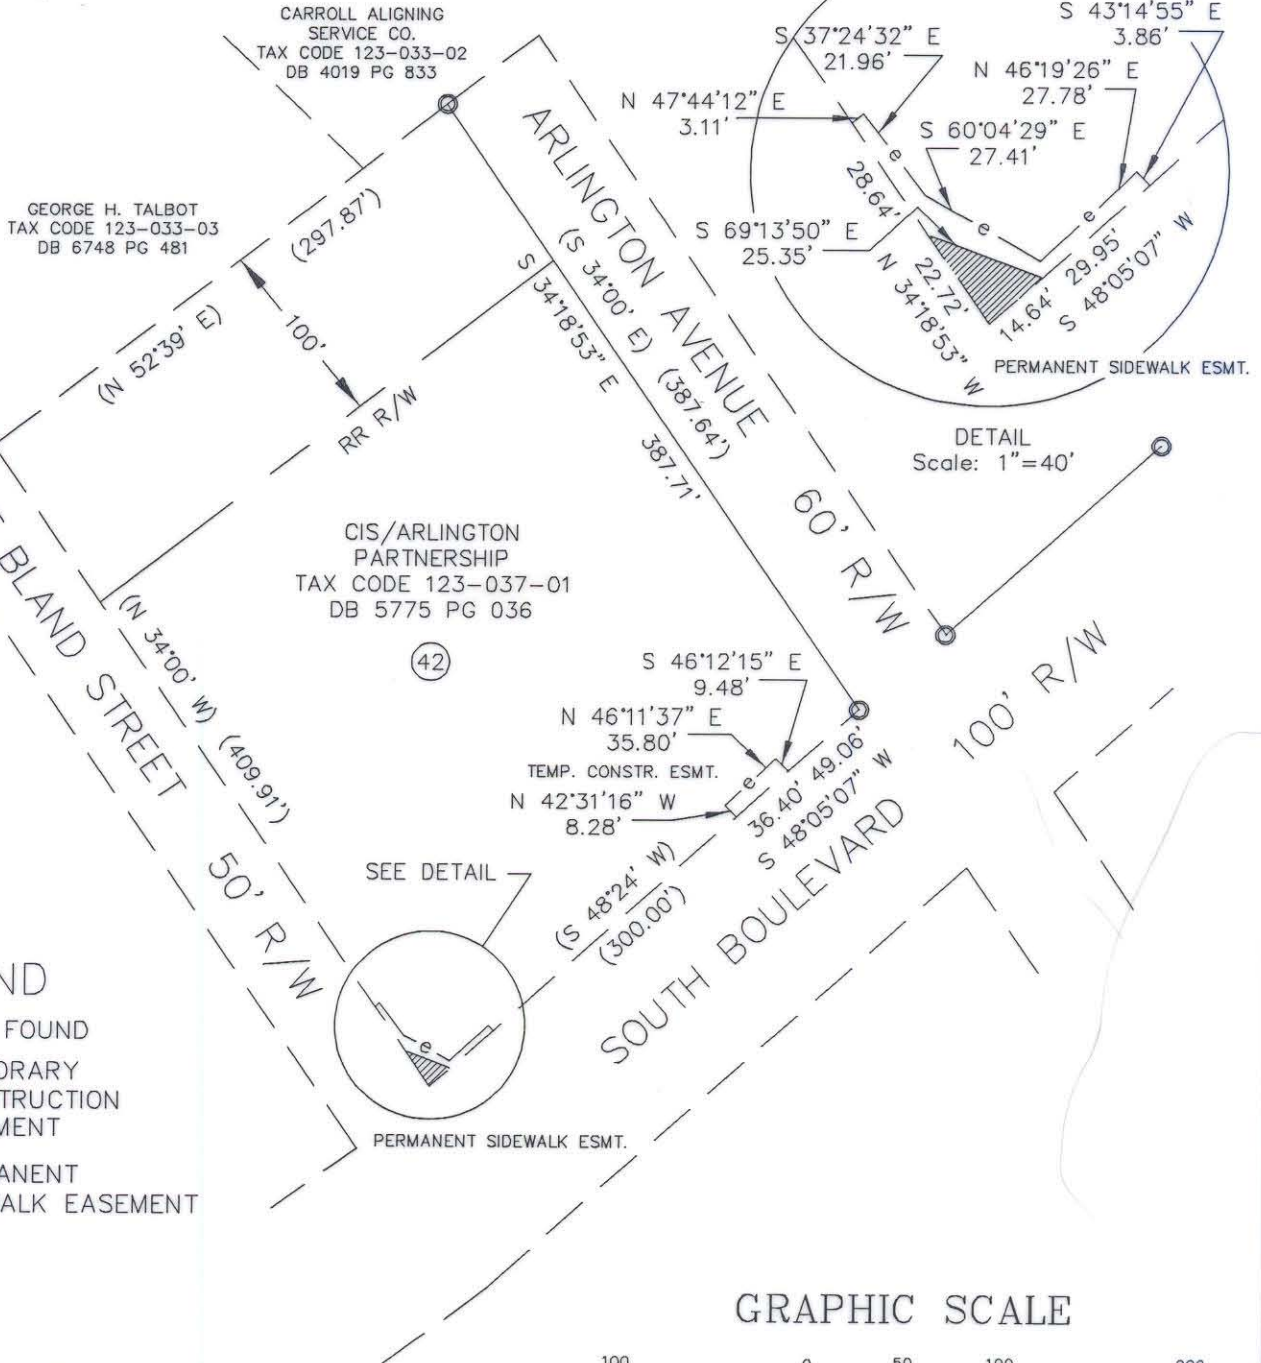 CARROLL ALIGNING
SERVICE CO.
TAX CODE 123-033-02
DB 4019 PG 833
GEORGE H. TALBOT
TAX CODE 123-033-03
DB 6748 PG 481
(297.87')
(N 52°39' E)
100'
RR R/W
ARLINGTON AVENUE
60' R/W
(S 34°00' E) (387.64')
S 34°18'53" E
387.71'
S 37°24'32" E
21.96'
S 43°14'55" E
3.86'
N 46°19'26" E
27.78'
N 47°44'12" E
3.11'
S 60°04'29" E
27.41'
e
e
e
28.64'
S 69°13'50" E
25.35'
22.72'
N 34°18'53" W
14.64' 29.95'
S 48°05'07" W
PERMANENT SIDEWALK ESMT.
DETAIL
Scale: 1"=40'
CIS/ARLINGTON
PARTNERSHIP
TAX CODE 123-037-01
DB 5775 PG 036
42
BLAND STREET
50' R/W
(N 34°00' W) (409.91')
S 46°12'15" E
9.48'
N 46°11'37" E
35.80'
TEMP. CONSTR. ESMT.
N 42°31'16" W
8.28'
e
36.40' 49.06'
S 48°05'07" W
100' R/W
SOUTH BOULEVARD
(S 48°24' W)
(300.00')
SEE DETAIL
e
PERMANENT SIDEWALK ESMT.
ND
FOUND
ORARY
TRUCTION
MENT
ANENT
ALK EASEMENT
GRAPHIC SCALE
100 0 50 100